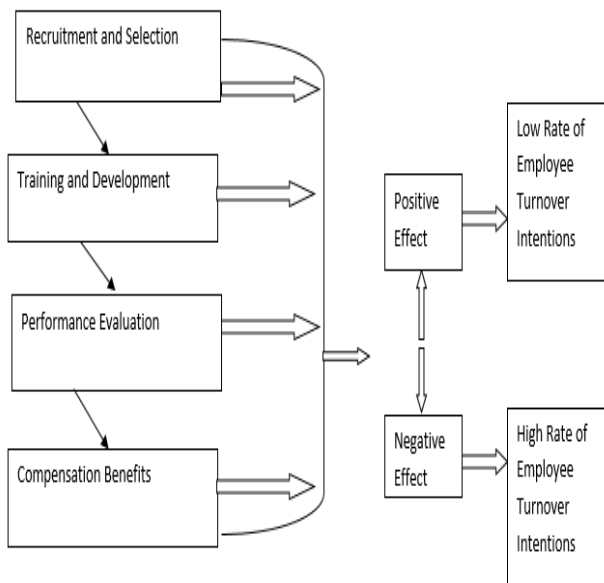 Recruitment and Selection
Training and Development
Performance Evaluation
Compensation Benefits
Positive
Effect
Negative
Effect
Low Rate of
Employee
Turnover
Intentions
High Rate of
Employee
Turnover
Intentions